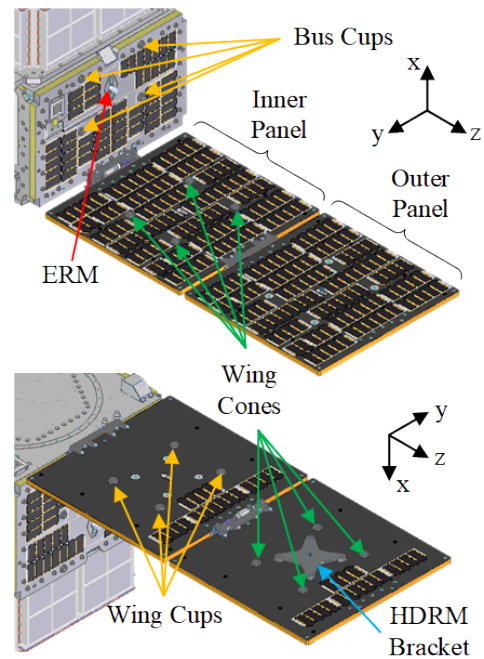 Bus Cups
Inner
Panel
x
y
z
Outer
Panel
ERM
Wing
Cones
y
z
x
Wing Cups
HDRM
Bracket